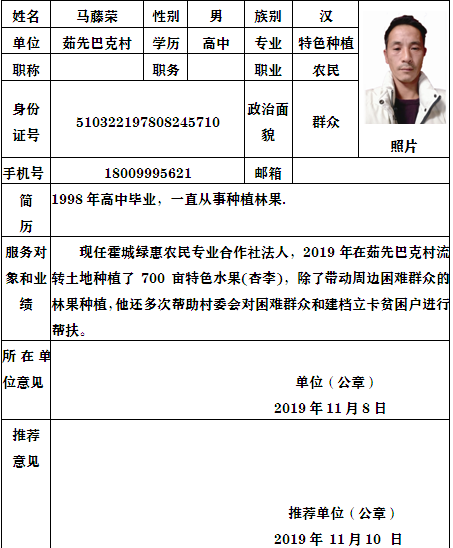 姓名 马藤荣 性别 男 族别 汉
单位 茹先巴克村 学历 高中 专业 特色种植
职称 职务 职业 农民
身份
证号 510322197808245710 政治面
貌 群众
照片
手机号 18009995621 邮箱
简
历 1998年高中毕业，一直从事种植林果.
服务对
象和业
绩
现任霍城绿惠农民专业合作社法人，2019年在茹先巴克村流
转土地种植了 700 亩特色水果(杏李)，除了带动周边困难群众的
林果种植,他还多次帮助村委会对困难群众和建档立卡贫困户进行
帮扶。
所在单
位意见
单位（公章）
2019年11月8日
推荐
意见
推荐单位（公章）
2019 年 11月10 日